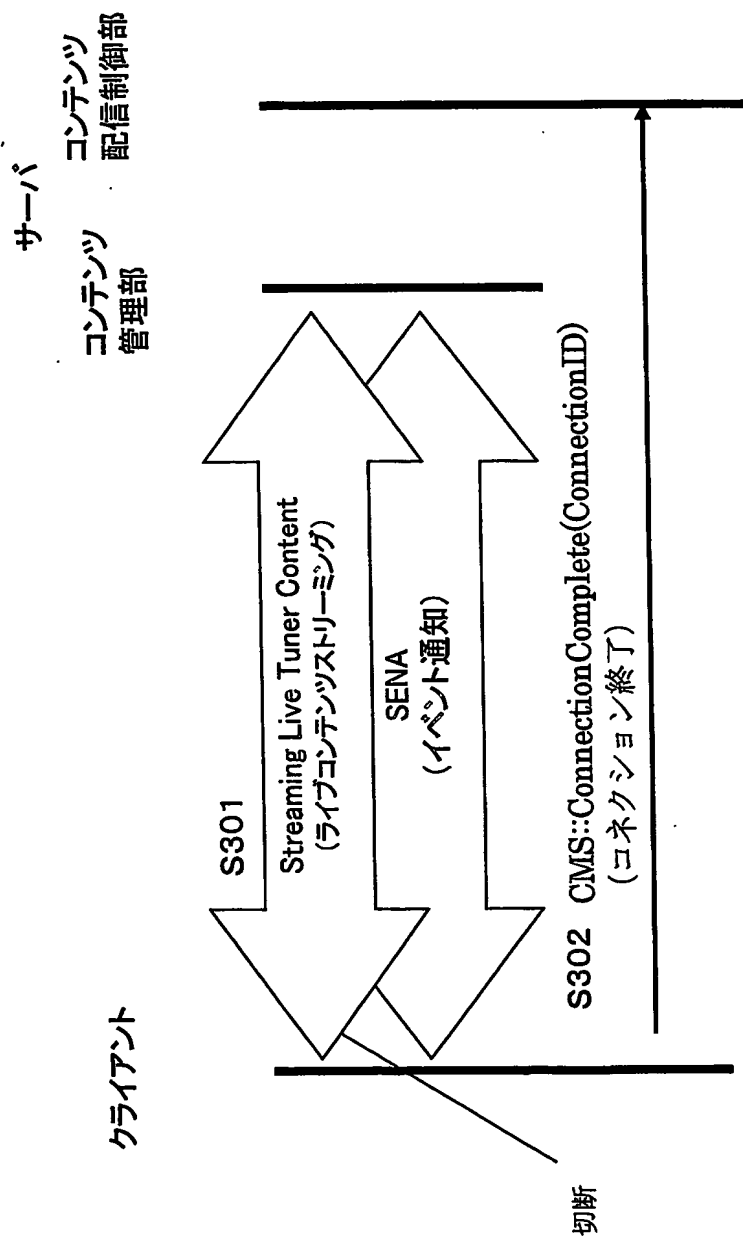 サーバ
クライアント
コンテンツ
管理部
コンテンツ
配信制御部
S301
Streaming Live Tuner Content
(ライブコンテンツストリーミング)
SENA
(イベント通知)
S302 CMS::ConnectionComplete(ConnectionID)
(コネクション終了)
切断